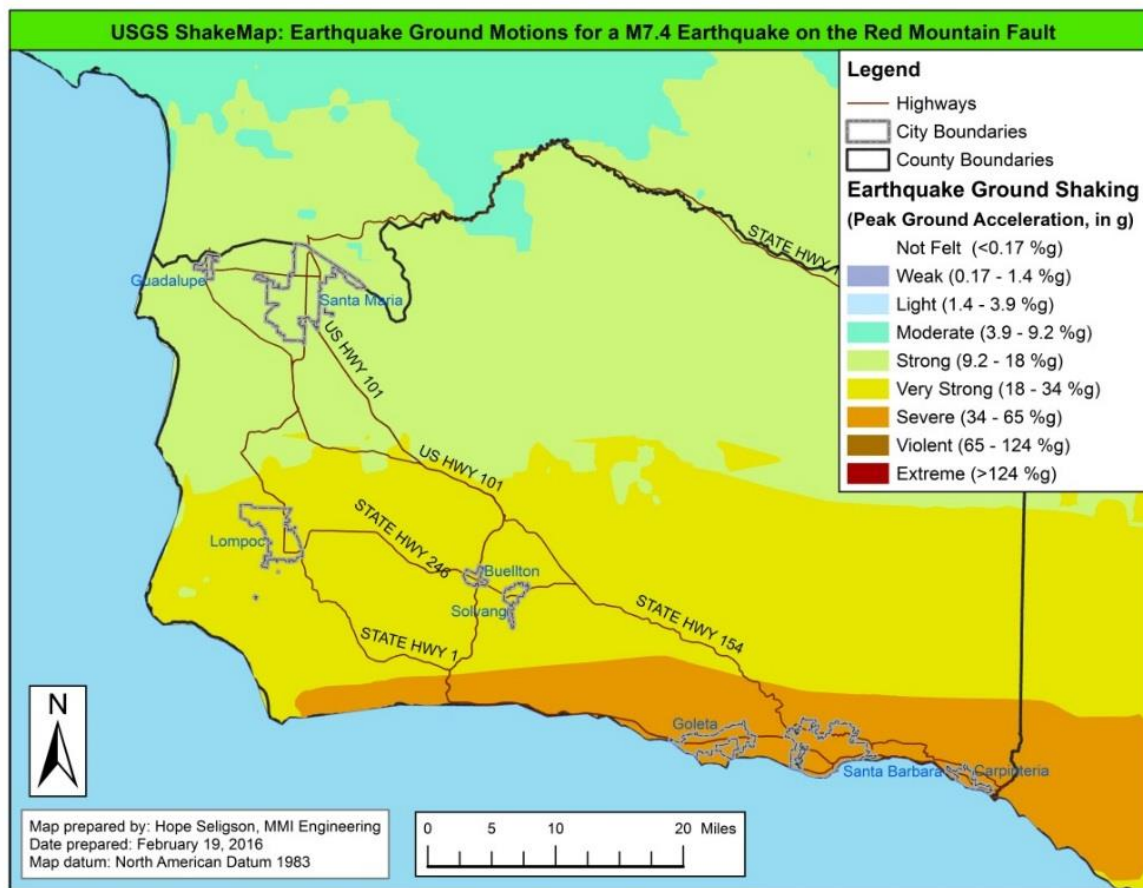 USGS ShakeMap: Earthquake Ground Motions for a M7.4 Earthquake on the Red Mountain Fault
Legend
Highways
City Boundaries
County Boundaries
Earthquake Ground Shaking
(Peak Ground Acceleration, in g)
Not Felt (<0.17 %g)
Weak (0.17 - 1.4 %g)
Light (1.4 - 3.9 %g)
Moderate (3.9 - 9.2 %g)
Strong (9.2 - 18 %g)
Very Strong (18 - 34 %g)
Severe (34 - 65 %g)
Violent (65 - 124 %g)
Extreme (>124 %g)
STATE HWY 1
Guadalupe
Santa Maria
US HWY 101
US HWY 101
Lompoc
STATE HWY 246
Buellton
Solvang
STATE HWY 154
STATE HWY 1
Goleta
Santa Barbara
Carpinteria
N
Map prepared by: Hope Seligson, MMI Engineering
Date prepared: February 19, 2016
Map datum: North American Datum 1983
0 5 10 20 Miles